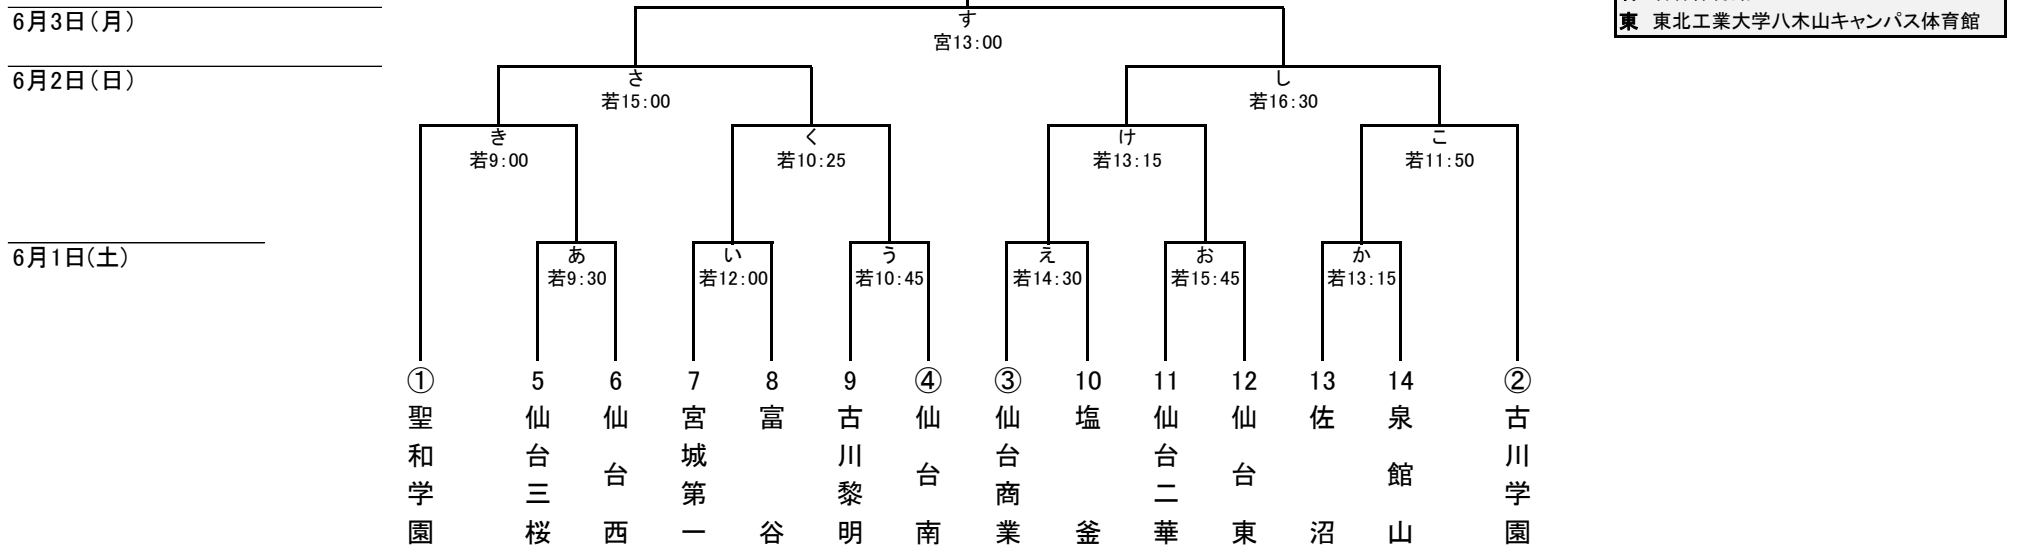 6月3日(月)
す
宮13:00
東 東北工業大学八木山キャンパス体育館
6月2日(日)
さ
若15:00
し
若16:30
き
若9:00
く
若10:25
け
若13:15
こ
若11:50
6月1日(土)
あ
若9:30
い
若12:00
う
若10:45
え
若14:30
お
若15:45
か
若13:15
① 5 6 7 8 9 ④ ③ 10 11 12 13 14 ②
聖和学園
仙台三桜
仙台西
宮城第一
富谷
古川黎明
仙台南
仙台商業
塩釜
仙台二華
仙台東
佐沼
泉館山
古川学園